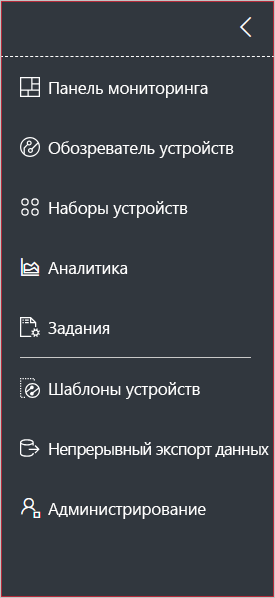 Панель мониторинга
Обозреватель устройств
Наборы устройств
Аналитика
Задания
Шаблоны устройств
Непрерывный экспорт данных
Администрирование